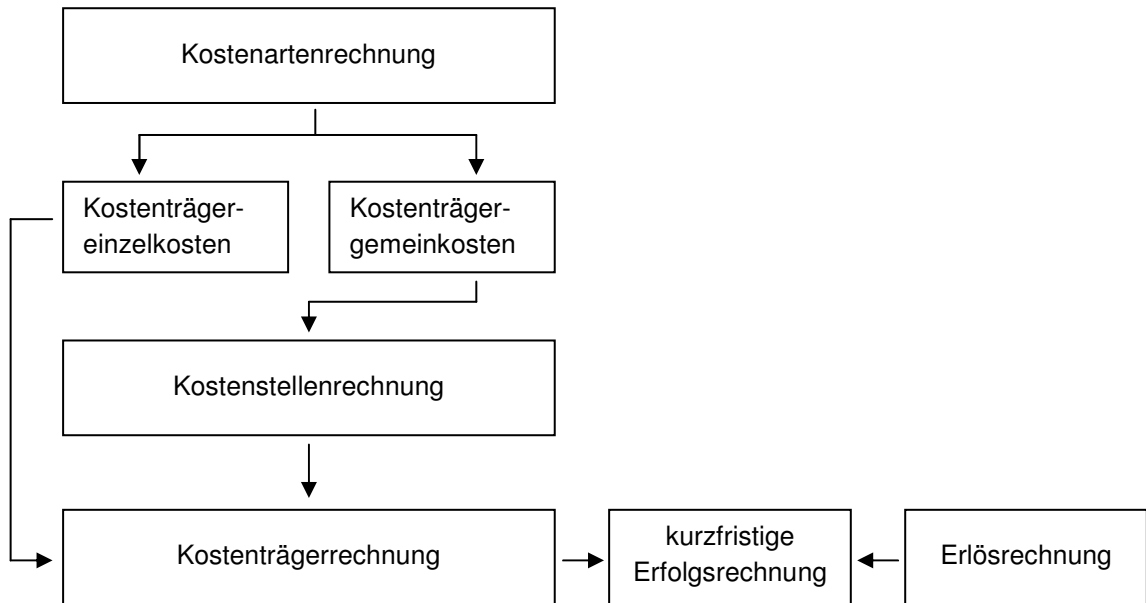 Kostenartenrechnung
Kostenträger-
einzelkosten
Kostenträger-
gemeinkosten
Kostenstellenrechnung
Kostenträgerrechnung
kurzfristige
Erfolgsrechnung
Erlösrechnung